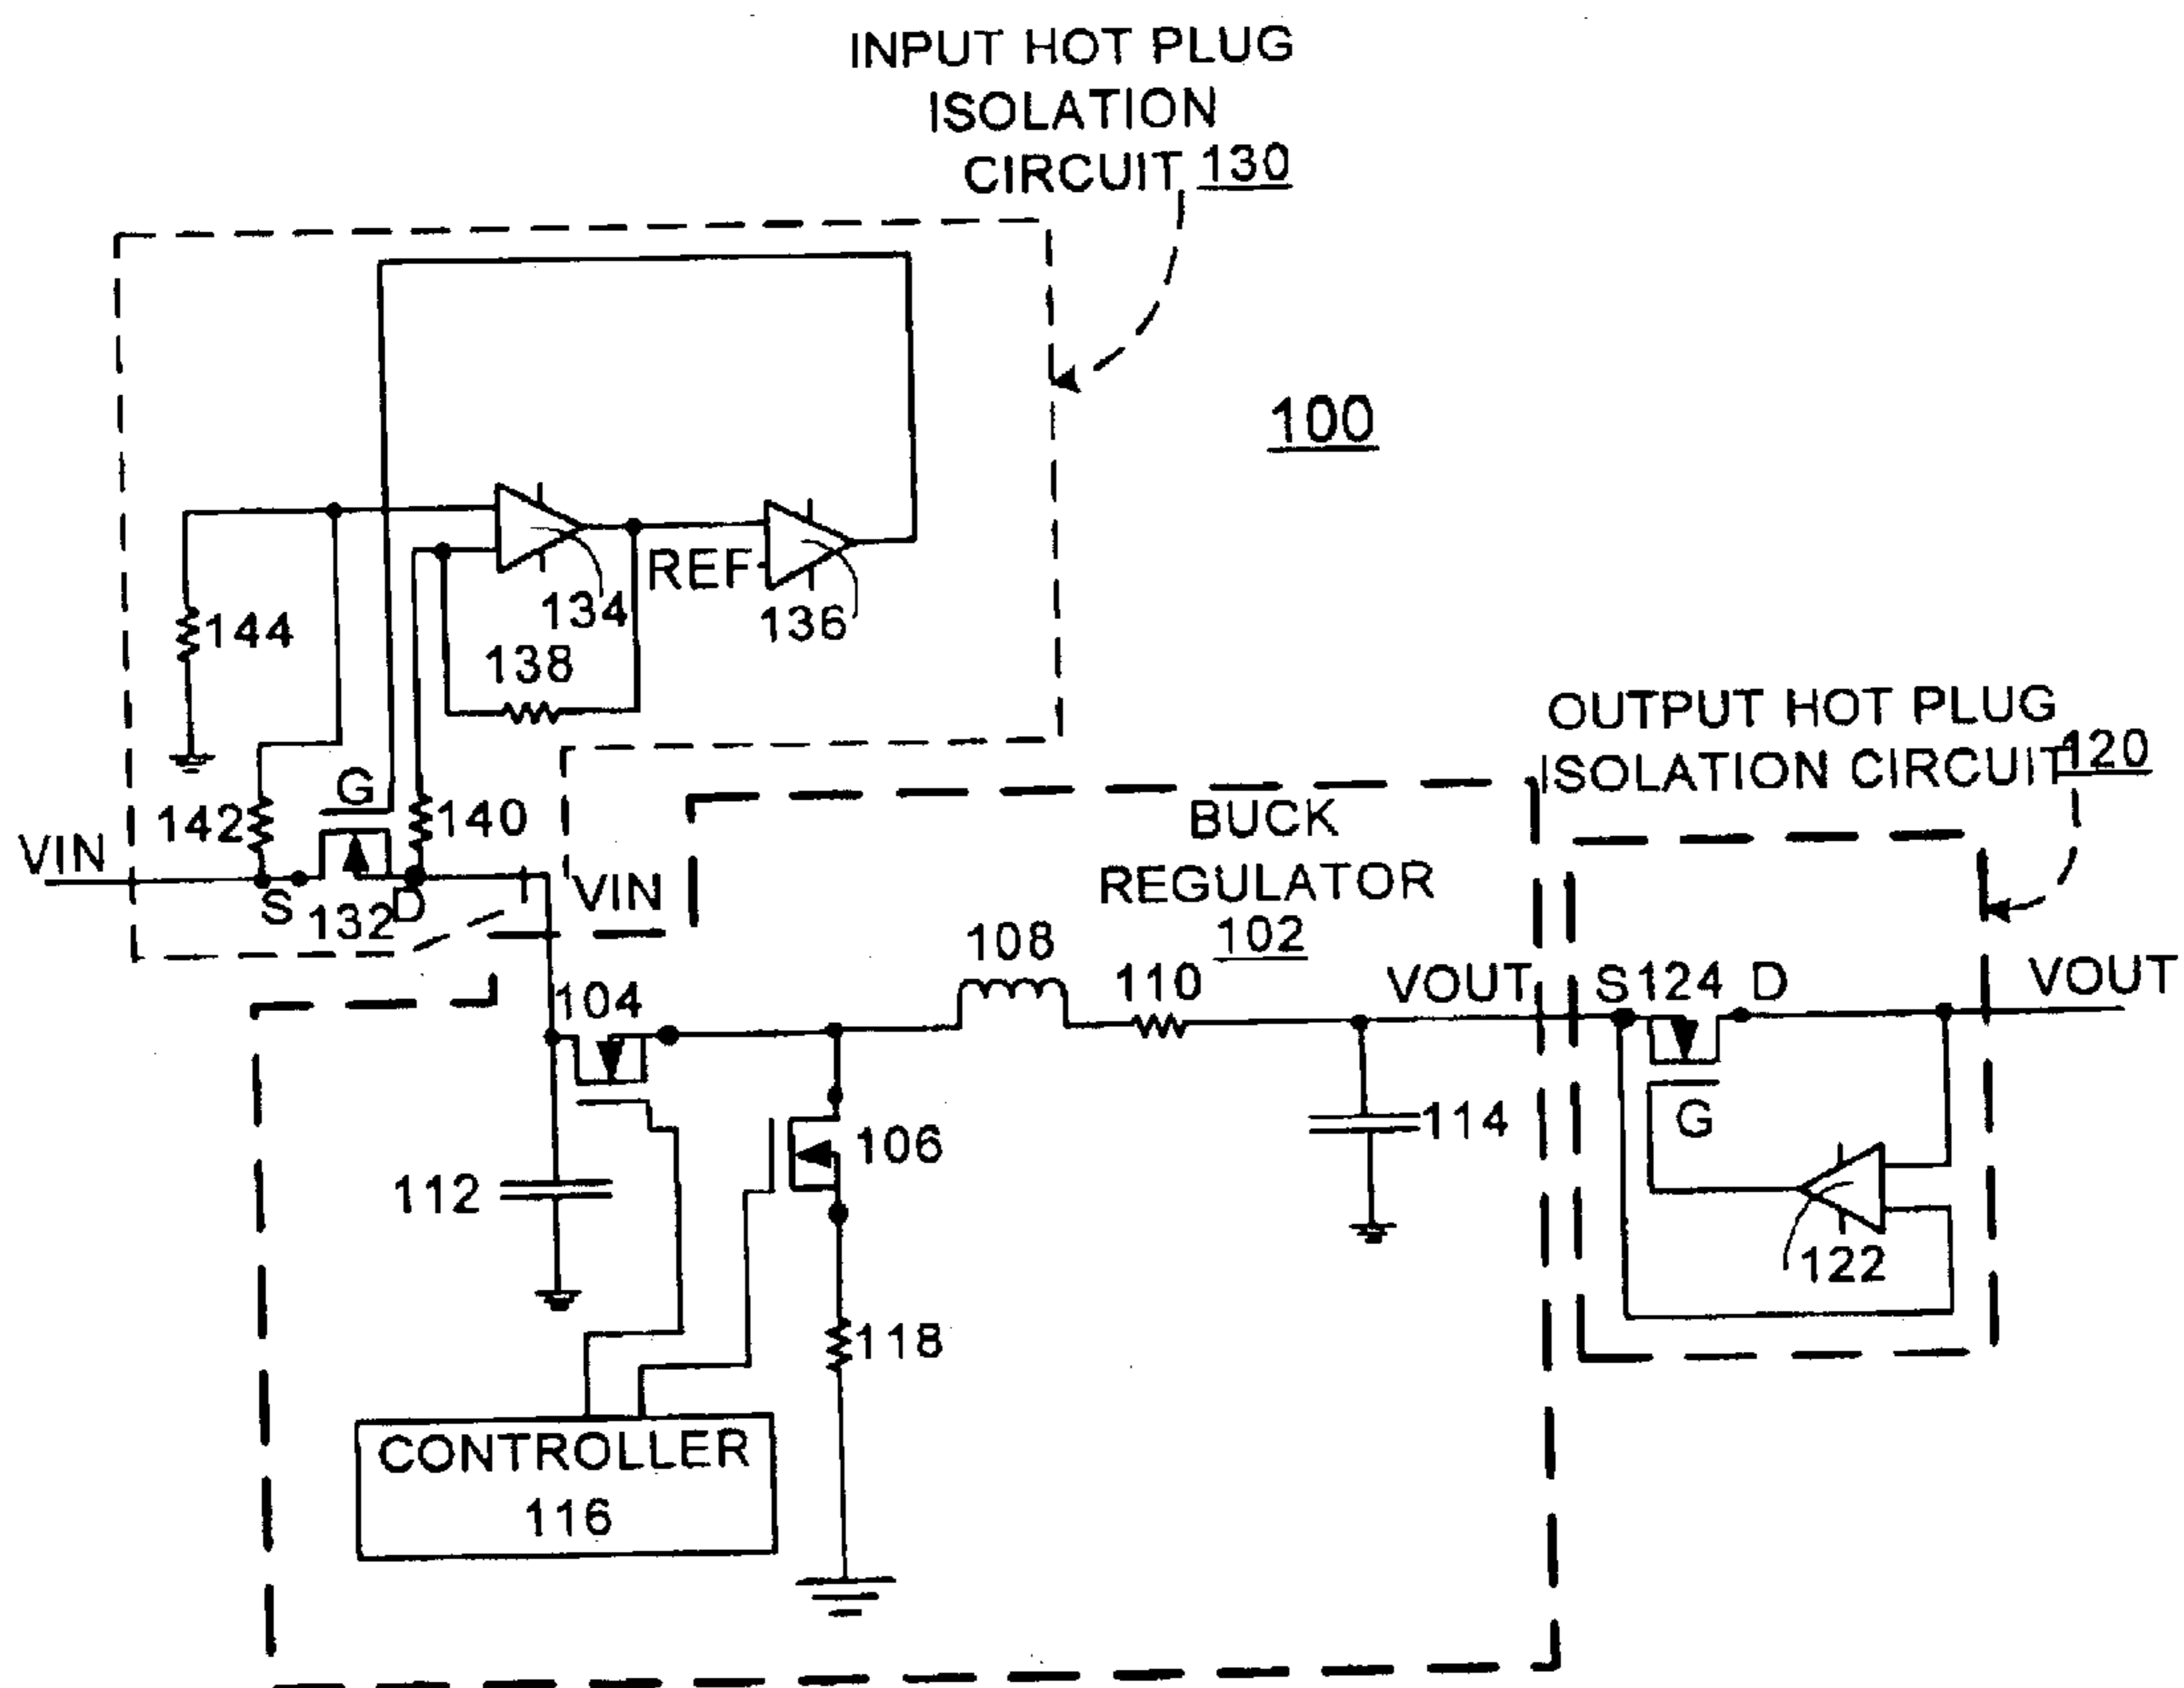 INPUT HOT PLUG
ISOLATION
CIRCUIT 130
100
134
REF
136
144
138
OUTPUT HOT PLUG
ISOLATION CIRCUIT 120
G
142
140
BUCK
REGULATOR
102
VIN
S
132
D
VIN
108
110
VOUT
S 124 D
VOUT
104
106
114
G
112
122
118
CONTROLLER
116